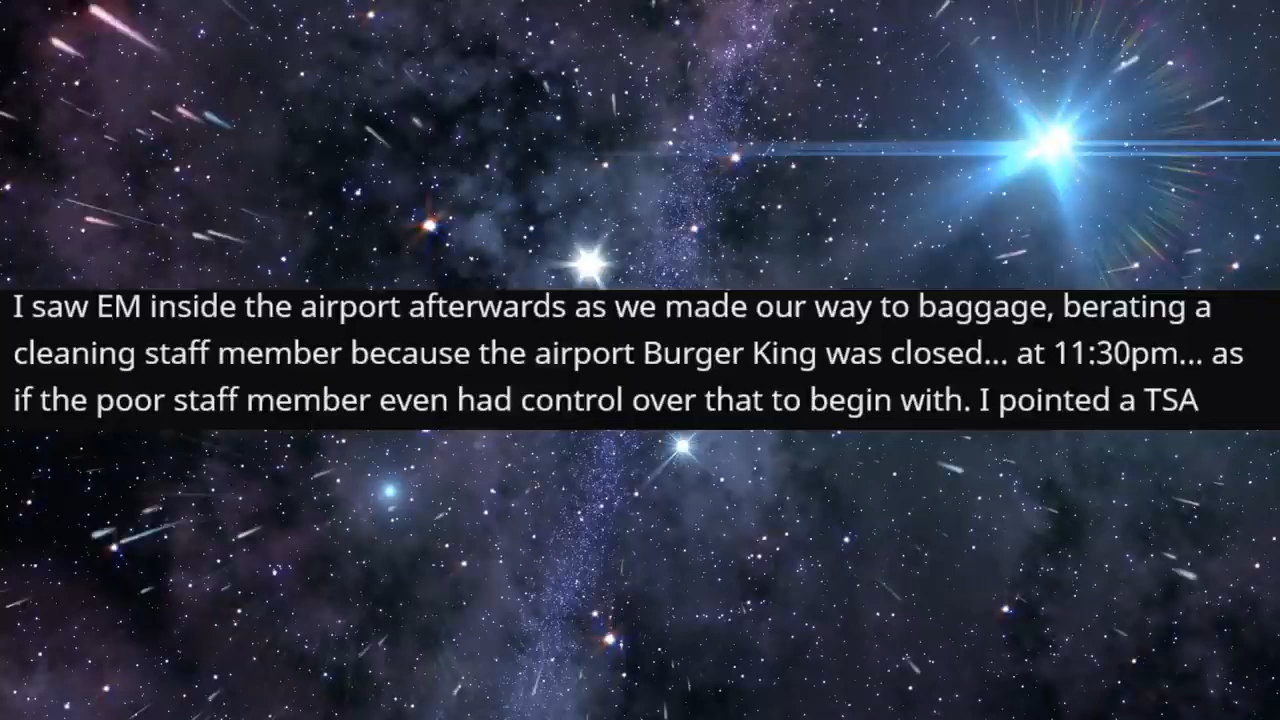 I saw EM inside the airport afterwards as we made our way to baggage, berating a
cleaning staff member because the airport Burger King was closed... at 11:30pm... as
if the poor staff member even had control over that to begin with. I pointed a TSA